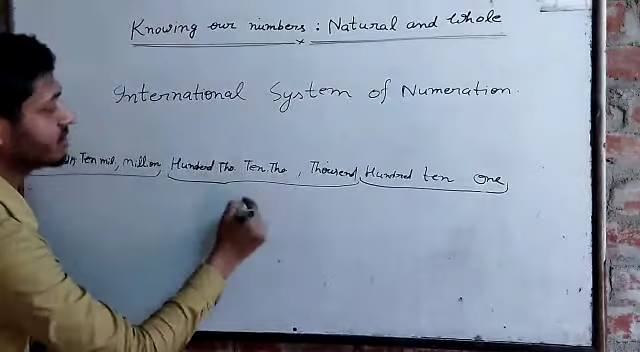 Knowing our numbers : Natural and whole
International System of Numeration.
Ten mil, million Hundred Tho. Ten. Tho , Thousend Hundred ten one